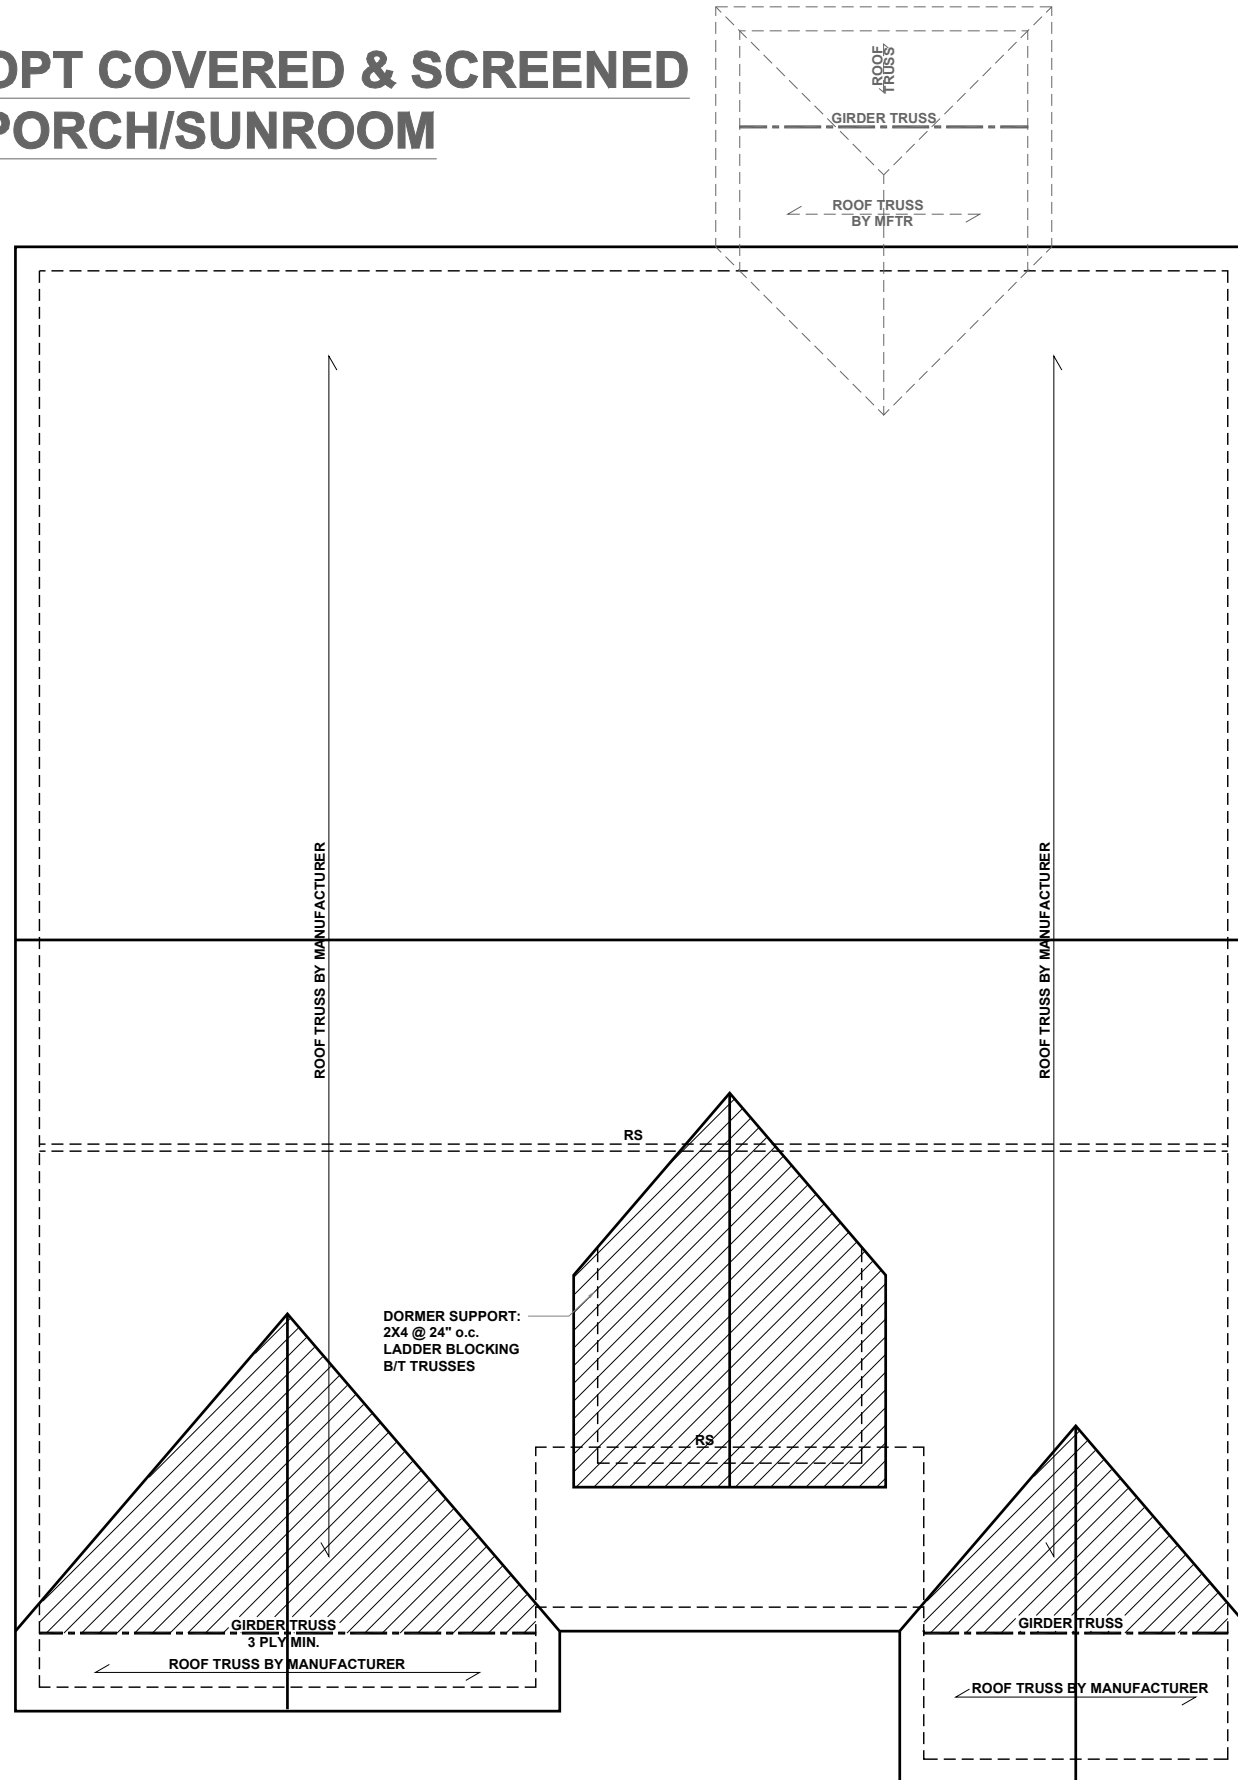 OPT COVERED & SCREENED
PORCH/SUNROOM
ROOF
TRUSS
GIRDER TRUSS
ROOF TRUSS
BY MFTR
ROOF TRUSS BY MANUFACTURER
ROOF TRUSS BY MANUFACTURER
RS
DORMER SUPPORT:
2X4 @ 24" o.c.
LADDER BLOCKING
B/T TRUSSES
RS
GIRDER TRUSS
3 PLY MIN.
ROOF TRUSS BY MANUFACTURER
GIRDER TRUSS
ROOF TRUSS BY MANUFACTURER